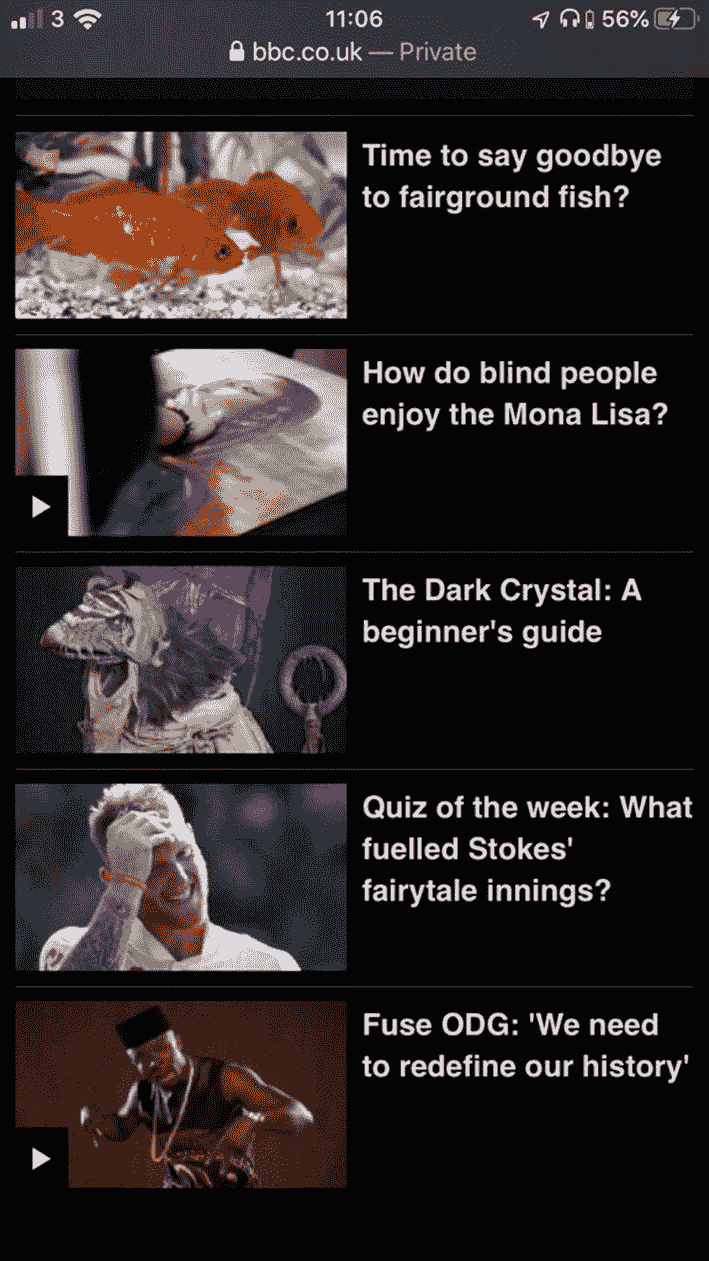 3 11:06 56%
bbc.co.uk — Private
Time to say goodbye
to fairground fish?
How do blind people
enjoy the Mona Lisa?
The Dark Crystal: A
beginner's guide
Quiz of the week: What
fuelled Stokes'
fairytale innings?
Fuse ODG: 'We need
to redefine our history'